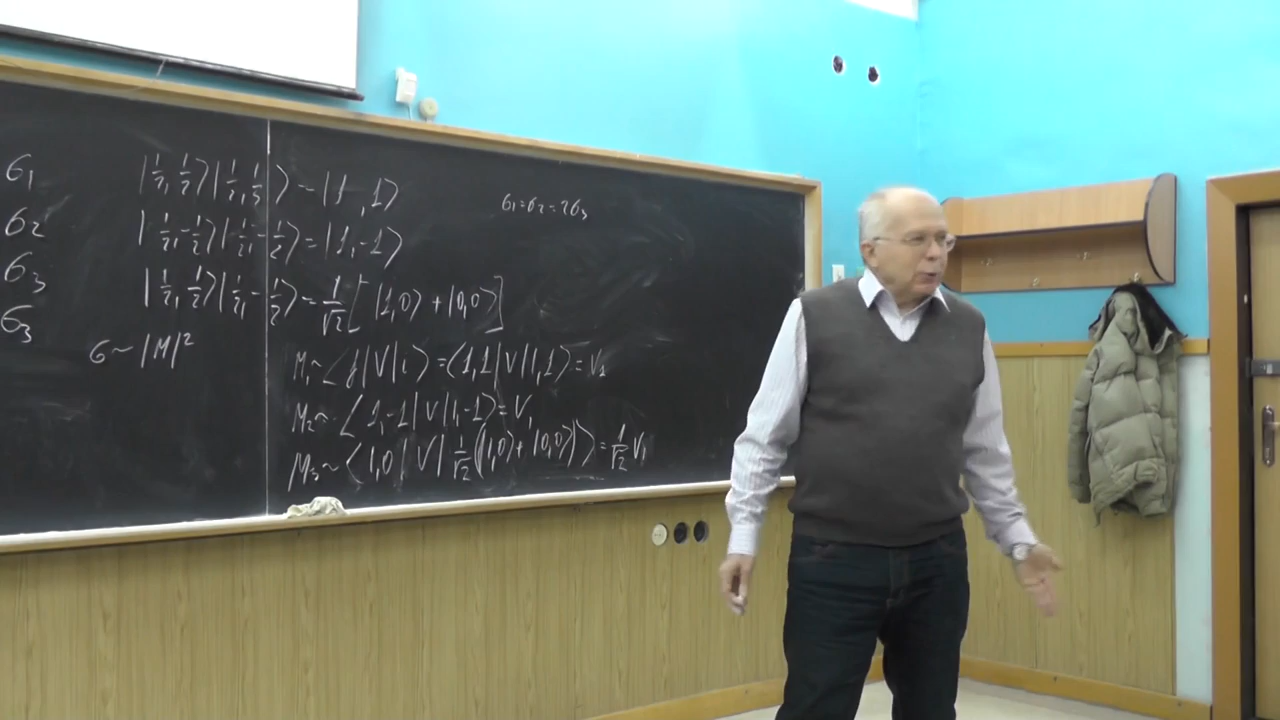 σ₁ |½,½⟩|½,½⟩ ~ |1,1⟩
σ₁=σ₂=2σ₃
σ₂ |½,-½⟩|½,-½⟩ = |1,-1⟩
σ₃ |½,½⟩|½,-½⟩ = 1/√2 [|1,0⟩ + |0,0⟩]
σ₃
σ ~ |M|²
M₁ ~ ⟨f|V|i⟩ = ⟨1,1|V|1,1⟩ = V₁
M₂ ~ ⟨1,-1|V|1,-1⟩ = V₁
M₃ ~ ⟨1,0|V| 1/√2 (|1,0⟩ + |0,0⟩)⟩ = 1/√2 V₁